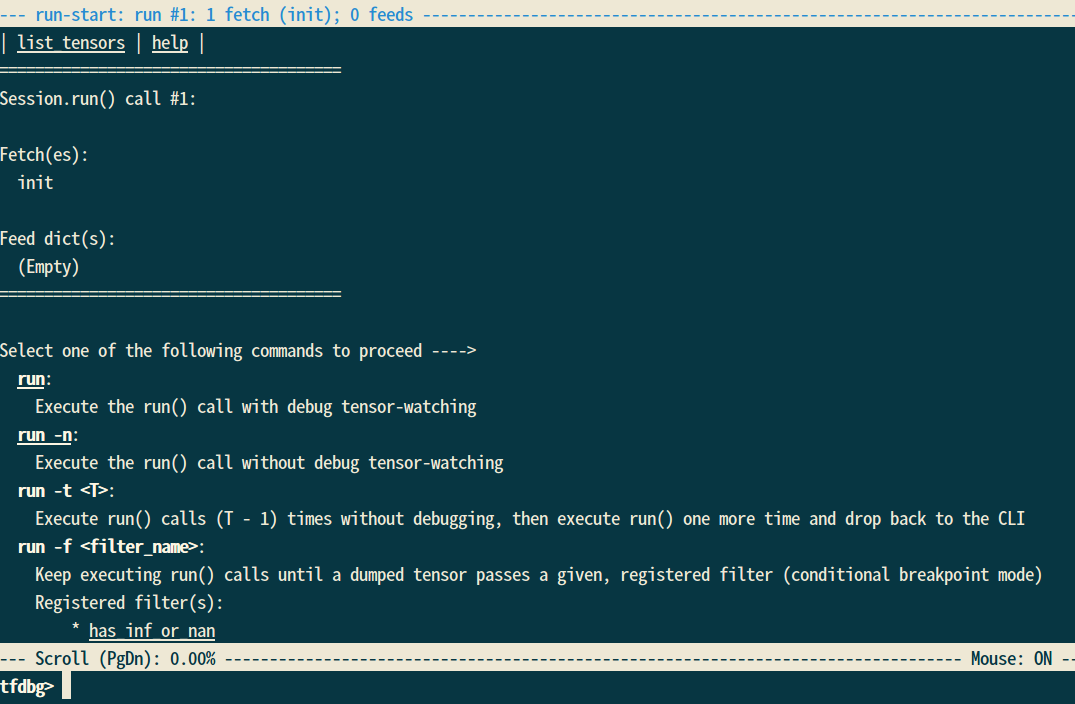 --- run-start: run #1: 1 fetch (init); 0 feeds --------------------------------------------------------------------------
| list_tensors | help |
======================================
Session.run() call #1:
Fetch(es):
init
Feed dict(s):
(Empty)
======================================
Select one of the following commands to proceed ---->
run:
Execute the run() call with debug tensor-watching
run -n:
Execute the run() call without debug tensor-watching
run -t <T>:
Execute run() calls (T - 1) times without debugging, then execute run() one more time and drop back to the CLI
run -f <filter_name>:
Keep executing run() calls until a dumped tensor passes a given, registered filter (conditional breakpoint mode)
Registered filter(s):
* has_inf_or_nan
--- Scroll (PgDn): 0.00% ---------------------------------------------------------------------------------- Mouse: ON --
tfdbg>